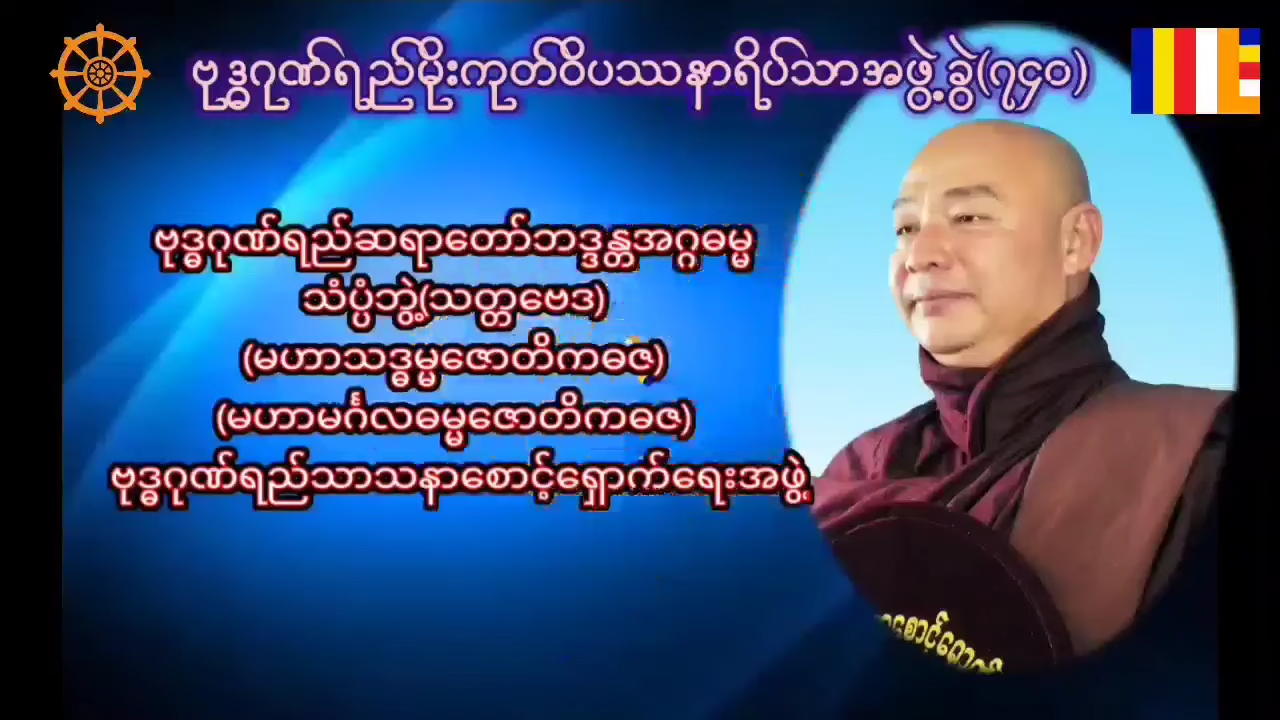 ဗုဒ္ဓဂုဏ်ရည်မိုးကုတ်ဝိပဿနာရိပ်သာအဖွဲ့ခွဲ(၇၄၀)
ဗုဒ္ဓဂုဏ်ရည်ဆရာတော်ဘဒ္ဒန္တအဂ္ဂဓမ္မ
သံပ္ပံဘွဲ့(သတ္တဗေဒ)
(မဟာသဒ္ဓမ္မဇောတိကဓဇ)
(မဟာမင်္ဂလဓမ္မဇောတိကဓဇ)
ဗုဒ္ဓဂုဏ်ရည်သာသနာစောင့်ရှောက်ရေးအဖွဲ့
စောင့်ရှောက်